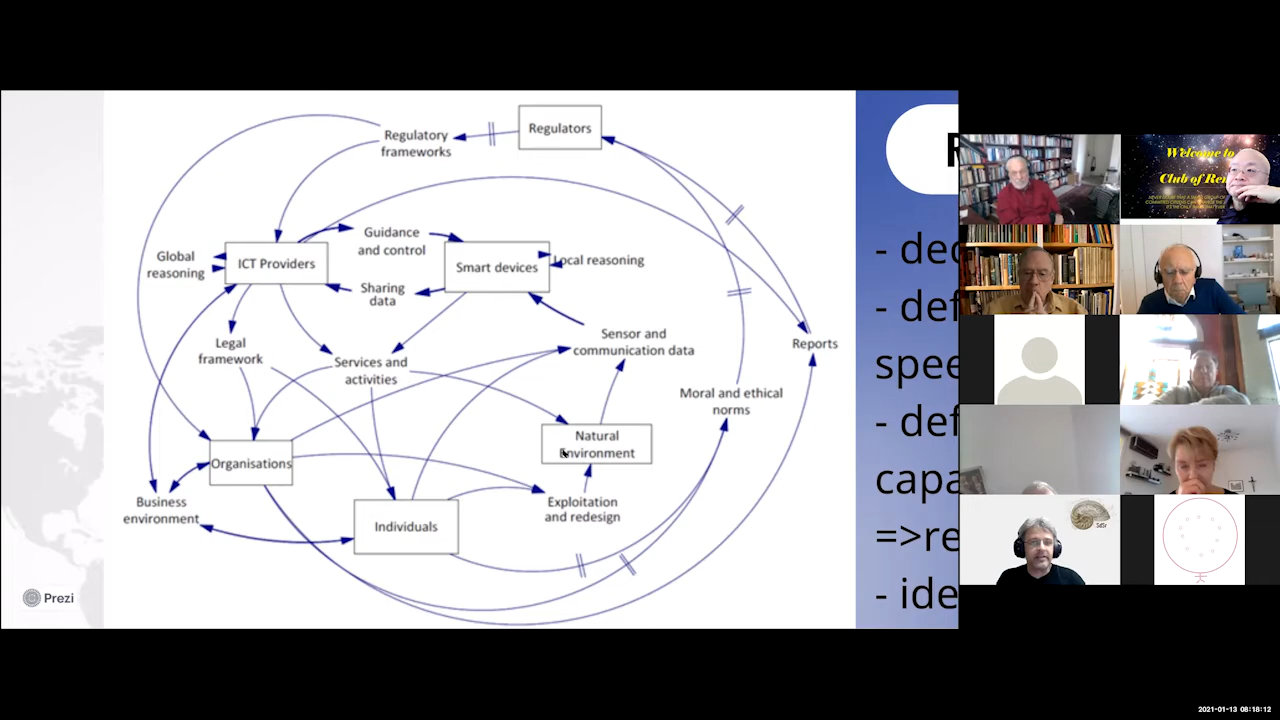 Regulatory
frameworks
Regulators
Guidance
and control
Global
reasoning
ICT Providers
Smart devices
Local reasoning
Sharing
data
Legal
framework
Services and
activities
Sensor and
communication data
Reports
Moral and ethical
norms
Natural
Environment
Organisations
Business
environment
Individuals
Exploitation
and redesign
Prezi
- dec
- def
spee
- def
capa
=>re
- ide
Welcome to
Club of Rem
SdSr
2021-01-13 08:18:12